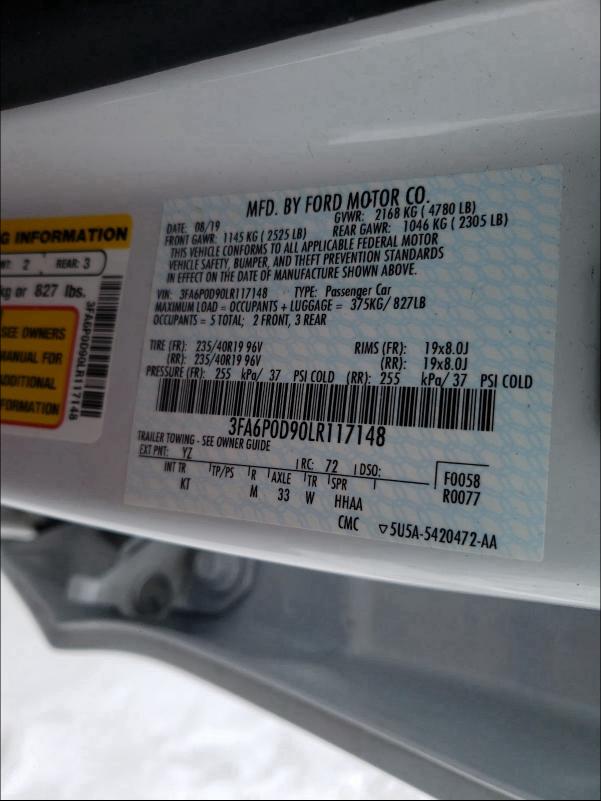 MFD. BY FORD MOTOR CO.
DATE: 08/19 GVWR: 2168 KG ( 4780 LB)
FRONT GAWR: 1145 KG ( 2525 LB) REAR GAWR: 1046 KG ( 2305 LB)
THIS VEHICLE CONFORMS TO ALL APPLICABLE FEDERAL MOTOR
VEHICLE SAFETY, BUMPER, AND THEFT PREVENTION STANDARDS
IN EFFECT ON THE DATE OF MANUFACTURE SHOWN ABOVE.
VIN: 3FA6P0D90LR117148 TYPE: Passenger Car
MAXIMUM LOAD = OCCUPANTS + LUGGAGE = 375KG/ 827LB
OCCUPANTS = 5 TOTAL; 2 FRONT, 3 REAR
TIRE (FR): 235/40R19 96V RIMS (FR): 19x8.0J
(RR): 235/40R19 96V (RR): 19x8.0J
PRESSURE (FR): 255 kPa/ 37 PSI COLD (RR): 255 kPa/ 37 PSI COLD
3FA6P0D90LR117148
TRAILER TOWING - SEE OWNER GUIDE
EXT PNT: YZ RC: 72 DSO: F0058
INT TR TP/PS R AXLE TR SPR R0077
KT M 33 W HHAA
CMC 5U5A-5420472-AA
G INFORMATION
2 REAR: 3
kg or 827 lbs.
SEE OWNERS
MANUAL FOR
ADDITIONAL
INFORMATION
3FA6P0D90LR117148